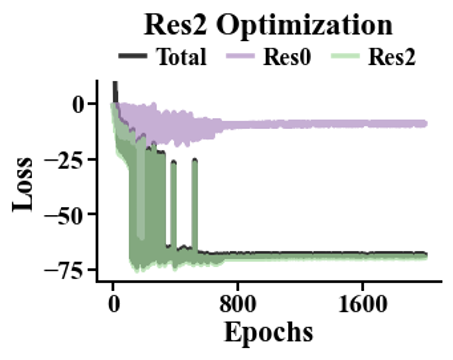 Res2 Optimization
Total Res0 Res2
0
−25
−50
−75
Loss
0 800 1600
Epochs